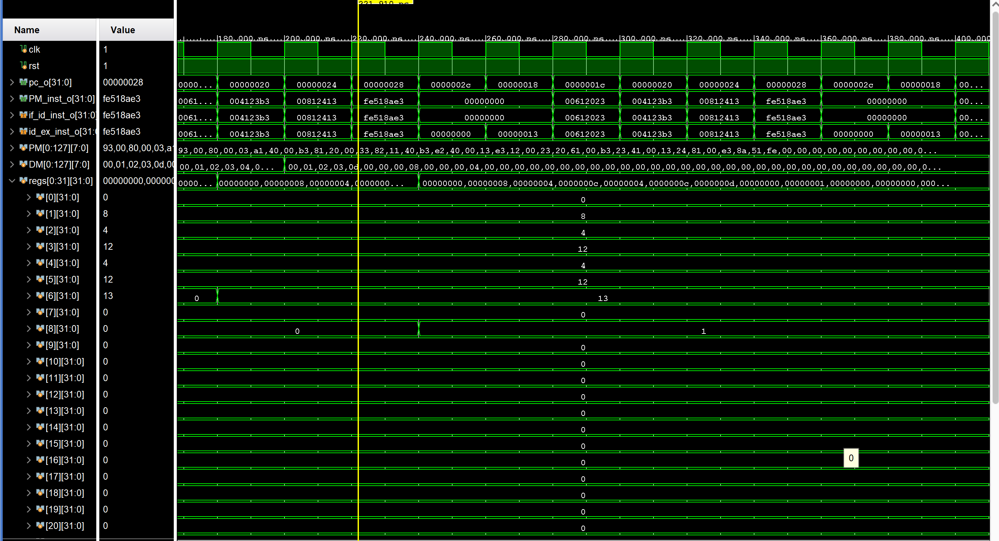 221.910 ns
Name Value
180.000 ns 200.000 ns 220.000 ns 240.000 ns 260.000 ns 280.000 ns 300.000 ns 320.000 ns 340.000 ns 360.000 ns 380.000 ns 400.000
clk 1
rst 1
pc_o[31:0] 00000028 0000... 00000020 00000024 00000028 0000002c 00000018 0000001c 00000020 00000024 00000028 0000002c 00000018 00...
PM_inst_o[31:0] fe518ae3 0061... 004123b3 00812413 fe518ae3 00000000 00612023 004123b3 00812413 fe518ae3 00000000 00...
if_id_inst_o[31:0] fe518ae3 0061... 004123b3 00812413 fe518ae3 00000000 00612023 004123b3 00812413 fe518ae3 00000000 00...
id_ex_inst_o[31:( fe518ae3 0061... 004123b3 00812413 fe518ae3 00000000 00000013 00612023 004123b3 00812413 fe518ae3 00000000 00000013 00...
PM[0:127][7:0] 93,00,80,00,03,a1 93,00,80,00,03,a1,40,00,b3,81,20,00,33,82,11,40,b3,e2,40,00,13,e3,12,00,23,20,61,00,b3,23,41,00,13,24,81,00,e3,8a,51,fe,00,00,00,00,00,00,00,00,0...
DM[0:127][7:0] 00,01,02,03,0d,00 00,01,02,03,04,0... 00,01,02,03,0d,00,00,00,08,00,00,00,04,00,00,00,00,00,00,00,00,00,00,00,00,00,00,00,00,00,00,00,00,00,00,00,00,00,00,00,0...
regs[0:31][31:0] 00000000,000000 0000... 00000000,00000008,00000004,0000000... 00000000,00000008,00000004,0000000c,00000004,0000000c,0000000d,00000000,00000001,00000000,00000000,000...
[0][31:0] 0 0
[1][31:0] 8 8
[2][31:0] 4 4
[3][31:0] 12 12
[4][31:0] 4 4
[5][31:0] 12 12
[6][31:0] 13 0 13
[7][31:0] 0 0
[8][31:0] 0 0 1
[9][31:0] 0 0
[10][31:0] 0 0
[11][31:0] 0 0
[12][31:0] 0 0
[13][31:0] 0 0
[14][31:0] 0 0
[15][31:0] 0 0
[16][31:0] 0 0 0
[17][31:0] 0 0
[18][31:0] 0 0
[19][31:0] 0 0
[20][31:0] 0 0